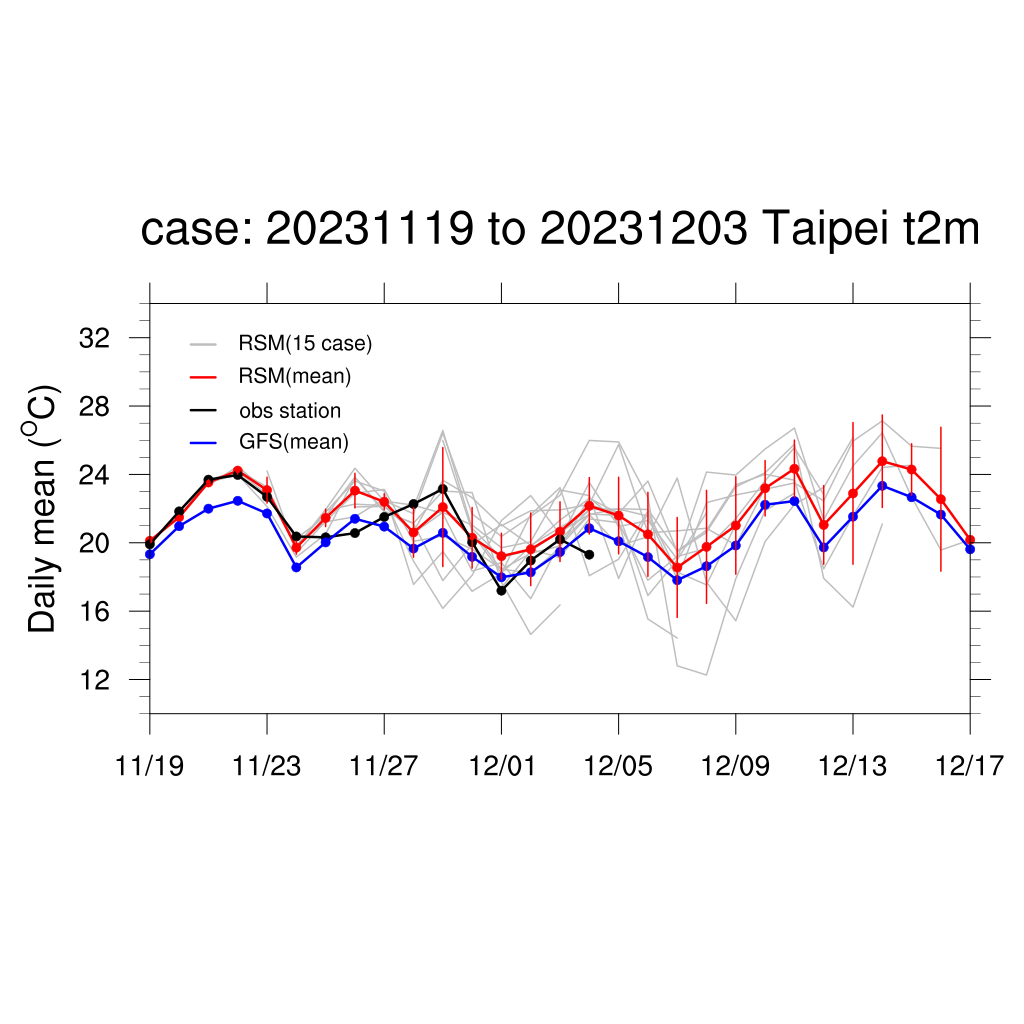 case: 20231119 to 20231203 Taipei t2m
RSM(15 case)
RSM(mean)
obs station
GFS(mean)
Daily mean (°C)
32
28
24
20
16
12
11/19 11/23 11/27 12/01 12/05 12/09 12/13 12/17